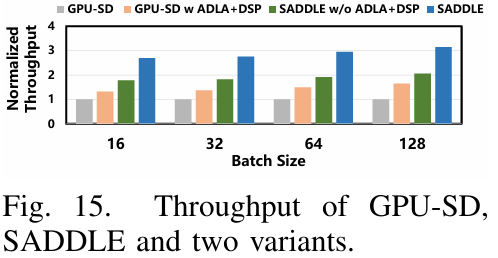 GPU-SD GPU-SD w ADLA+DSP SADDLE w/o ADLA+DSP SADDLE
Normalized
Throughput
4
3
2
1
0
16 32 64 128
Batch Size
Fig. 15. Throughput of GPU-SD,
SADDLE and two variants.